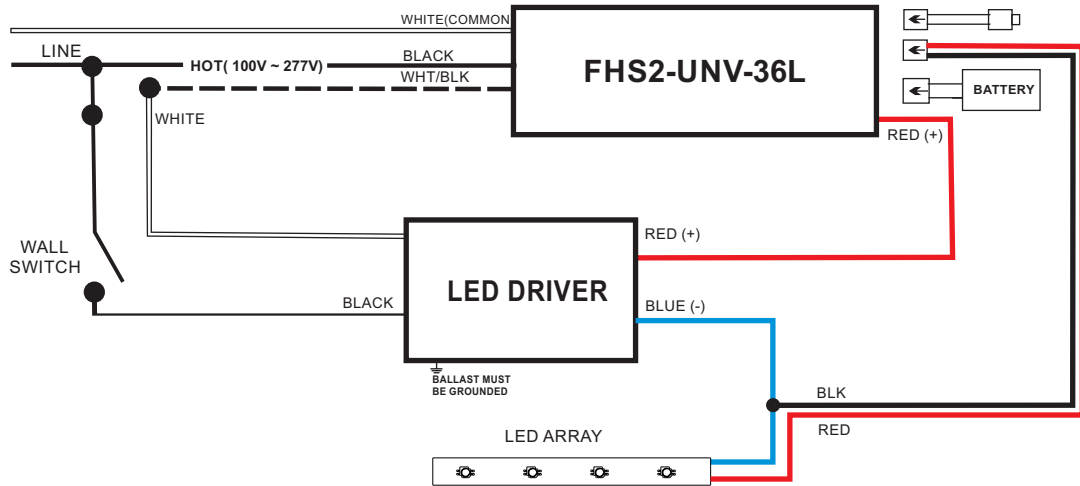 WHITE(COMMON
LINE
BLACK
HOT( 100V ~ 277V)
WHT/BLK
FHS2-UNV-36L
BATTERY
WHITE
RED (+)
WALL
SWITCH
RED (+)
LED DRIVER
BLACK
BLUE (-)
BALLAST MUST
BE GROUNDED
BLK
RED
LED ARRAY